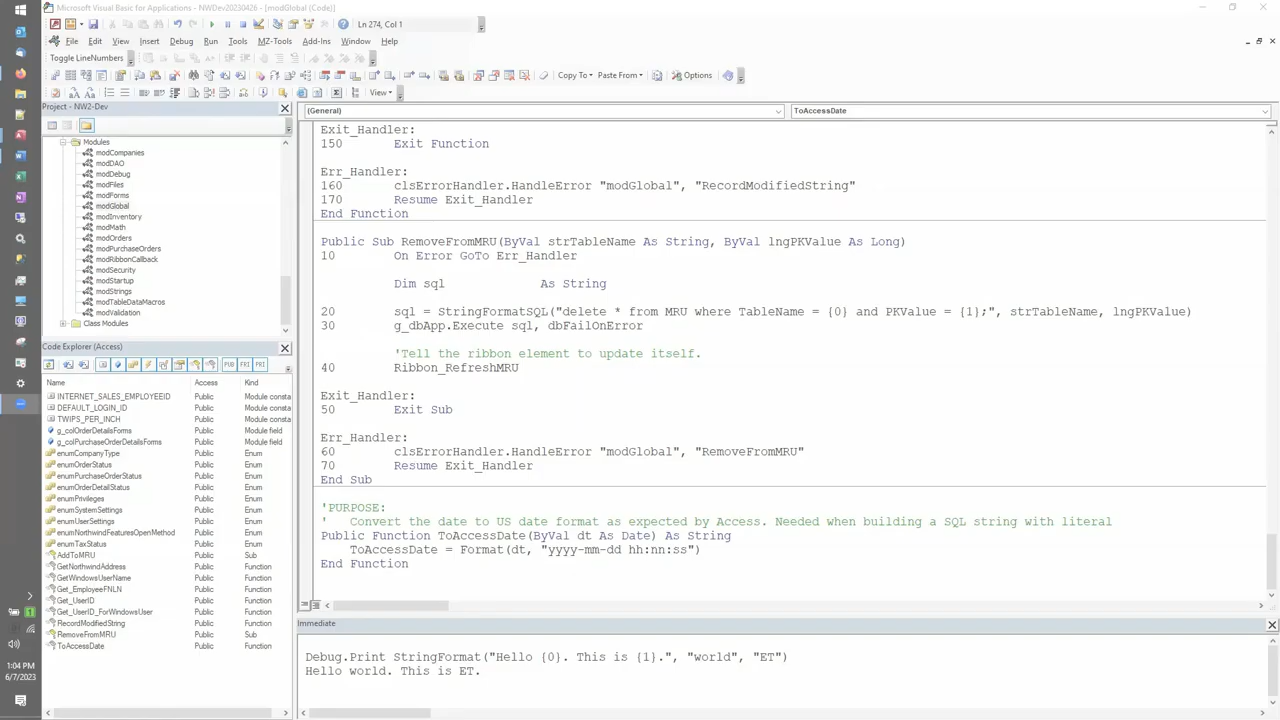 Microsoft Visual Basic for Applications - NWDev20230426 - [modGlobal (Code)]
Ln 274, Col 1
File Edit View Insert Debug Run Tools MZ-Tools Add-Ins Window Help
Toggle LineNumbers
Copy To Paste From Options
View
Project - NW2-Dev
(General) ToAccessDate
Modules
modCompanies
modDAO
modDebug
modFiles
modForms
modGlobal
modInventory
modMath
modOrders
modPurchaseOrders
modRibbonCallback
modSecurity
modStartup
modStrings
modTableDataMacros
modValidation
Class Modules
Code Explorer (Access)
PUB FRI PRI
Name Access Kind
INTERNET_SALES_EMPLOYEEID Public Module consta
DEFAULT_LOGIN_ID Public Module consta
TWIPS_PER_INCH Public Module consta
g_colOrderDetailsForms Public Module field
g_colPurchaseOrderDetailsForms Public Module field
enumCompanyType Public Enum
enumOrderStatus Public Enum
enumPurchaseOrderStatus Public Enum
enumOrderDetailStatus Public Enum
enumPrivileges Public Enum
enumSystemSettings Public Enum
enumUserSettings Public Enum
enumNorthwindFeaturesOpenMethod Public Enum
enumTaxStatus Public Enum
AddToMRU Public Sub
GetNorthwindAddress Public Function
GetWindowsUserName Public Function
Get_EmployeeFNLN Public Function
Get_UserID Public Function
Get_UserID_ForWindowsUser Public Function
RecordModifiedString Public Function
RemoveFromMRU Public Sub
ToAccessDate Public Function
Exit_Handler:
150 Exit Function
Err_Handler:
160 clsErrorHandler.HandleError "modGlobal", "RecordModifiedString"
170 Resume Exit_Handler
End Function
Public Sub RemoveFromMRU(ByVal strTableName As String, ByVal lngPKValue As Long)
10 On Error GoTo Err_Handler
Dim sql As String
20 sql = StringFormatSQL("delete * from MRU where TableName = {0} and PKValue = {1};", strTableName, lngPKValue)
30 g_dbApp.Execute sql, dbFailOnError
'Tell the ribbon element to update itself.
40 Ribbon_RefreshMRU
Exit_Handler:
50 Exit Sub
Err_Handler:
60 clsErrorHandler.HandleError "modGlobal", "RemoveFromMRU"
70 Resume Exit_Handler
End Sub
'PURPOSE:
' Convert the date to US date format as expected by Access. Needed when building a SQL string with literal
Public Function ToAccessDate(ByVal dt As Date) As String
ToAccessDate = Format(dt, "yyyy-mm-dd hh:nn:ss")
End Function
Immediate
Debug.Print StringFormat("Hello {0}. This is {1}.", "world", "ET")
Hello world. This is ET.
1:04 PM
6/7/2023